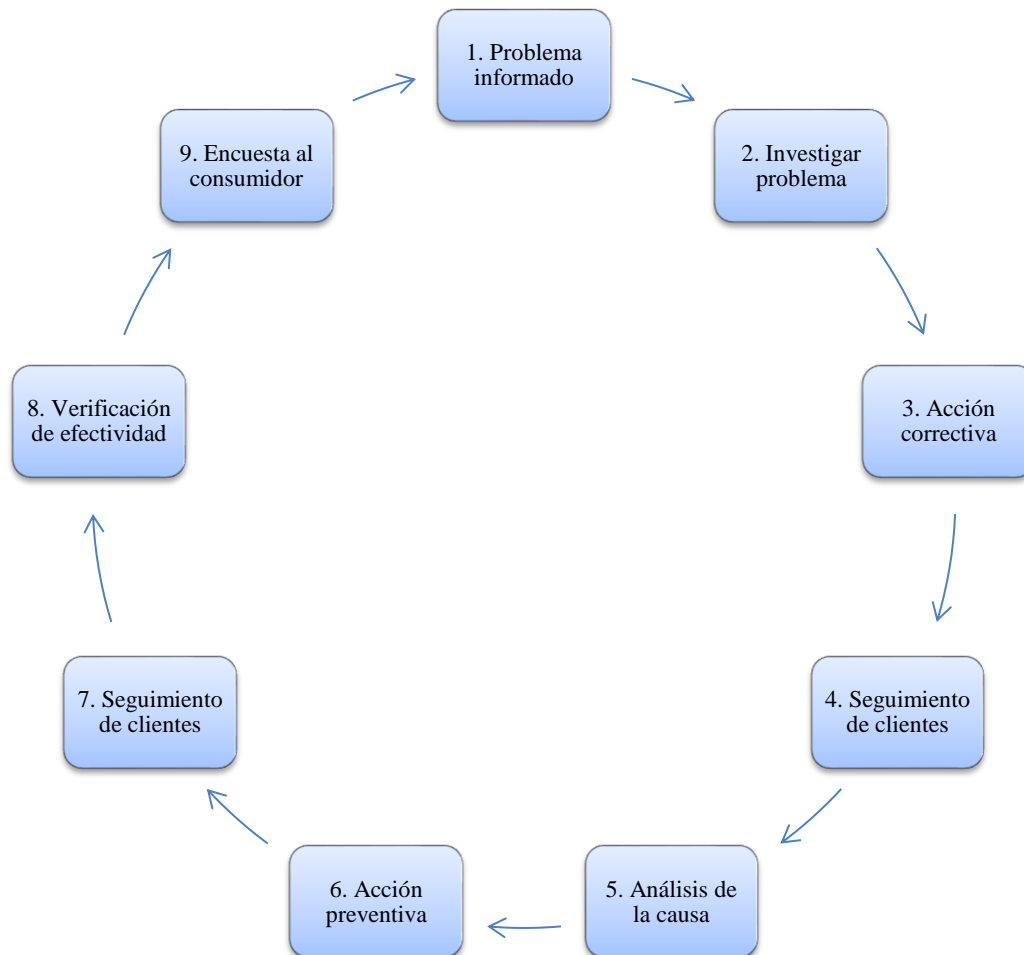 1. Problema
informado
2. Investigar
problema
3. Acción
correctiva
4. Seguimiento
de clientes
5. Análisis de
la causa
6. Acción
preventiva
7. Seguimiento
de clientes
8. Verificación
de efectividad
9. Encuesta al
consumidor